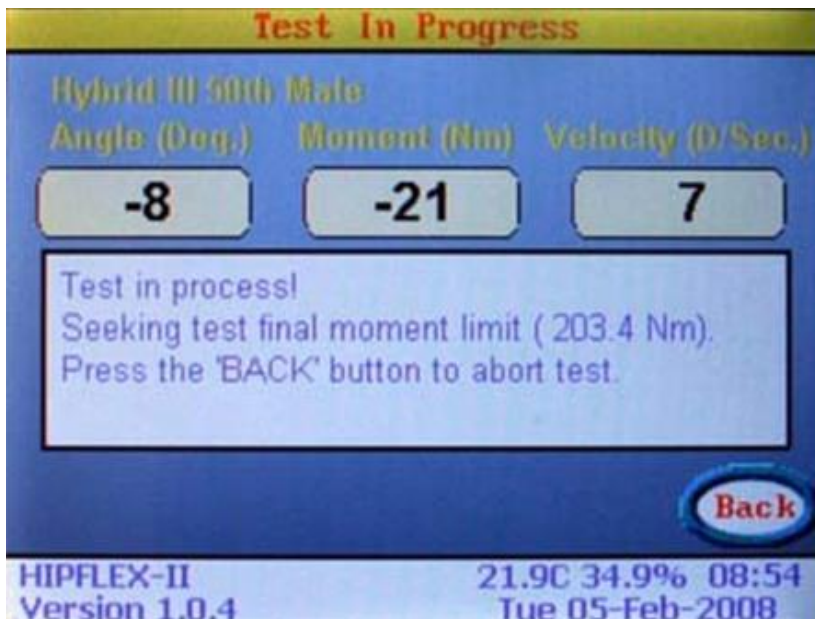 Test In Progress
Hybrid III 50th Male
Angle (Deg.) Moment (Nm) Velocity (D/Sec.)
-8 -21 7
Test in process!
Seeking test final moment limit ( 203.4 Nm).
Press the 'BACK' button to abort test.
Back
HIPFLEX-II 21.9C 34.9% 08:54
Version 1.0.4 Tue 05-Feb-2008